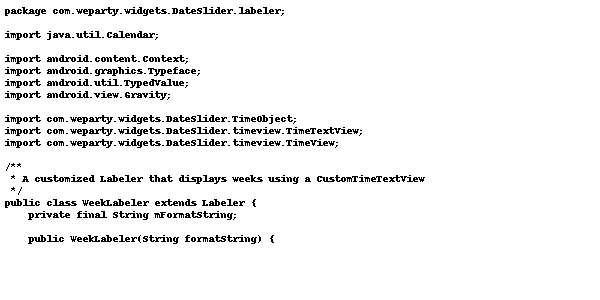 package com.weparty.widgets.DateSlider.labeler;

import java.util.Calendar;

import android.content.Context;
import android.graphics.Typeface;
import android.util.TypedValue;
import android.view.Gravity;

import com.weparty.widgets.DateSlider.TimeObject;
import com.weparty.widgets.DateSlider.timeview.TimeTextView;
import com.weparty.widgets.DateSlider.timeview.TimeView;

/**
 * A customized Labeler that displays weeks using a CustomTimeTextView
 */
public class WeekLabeler extends Labeler {
    private final String mFormatString;

    public WeekLabeler(String formatString) {